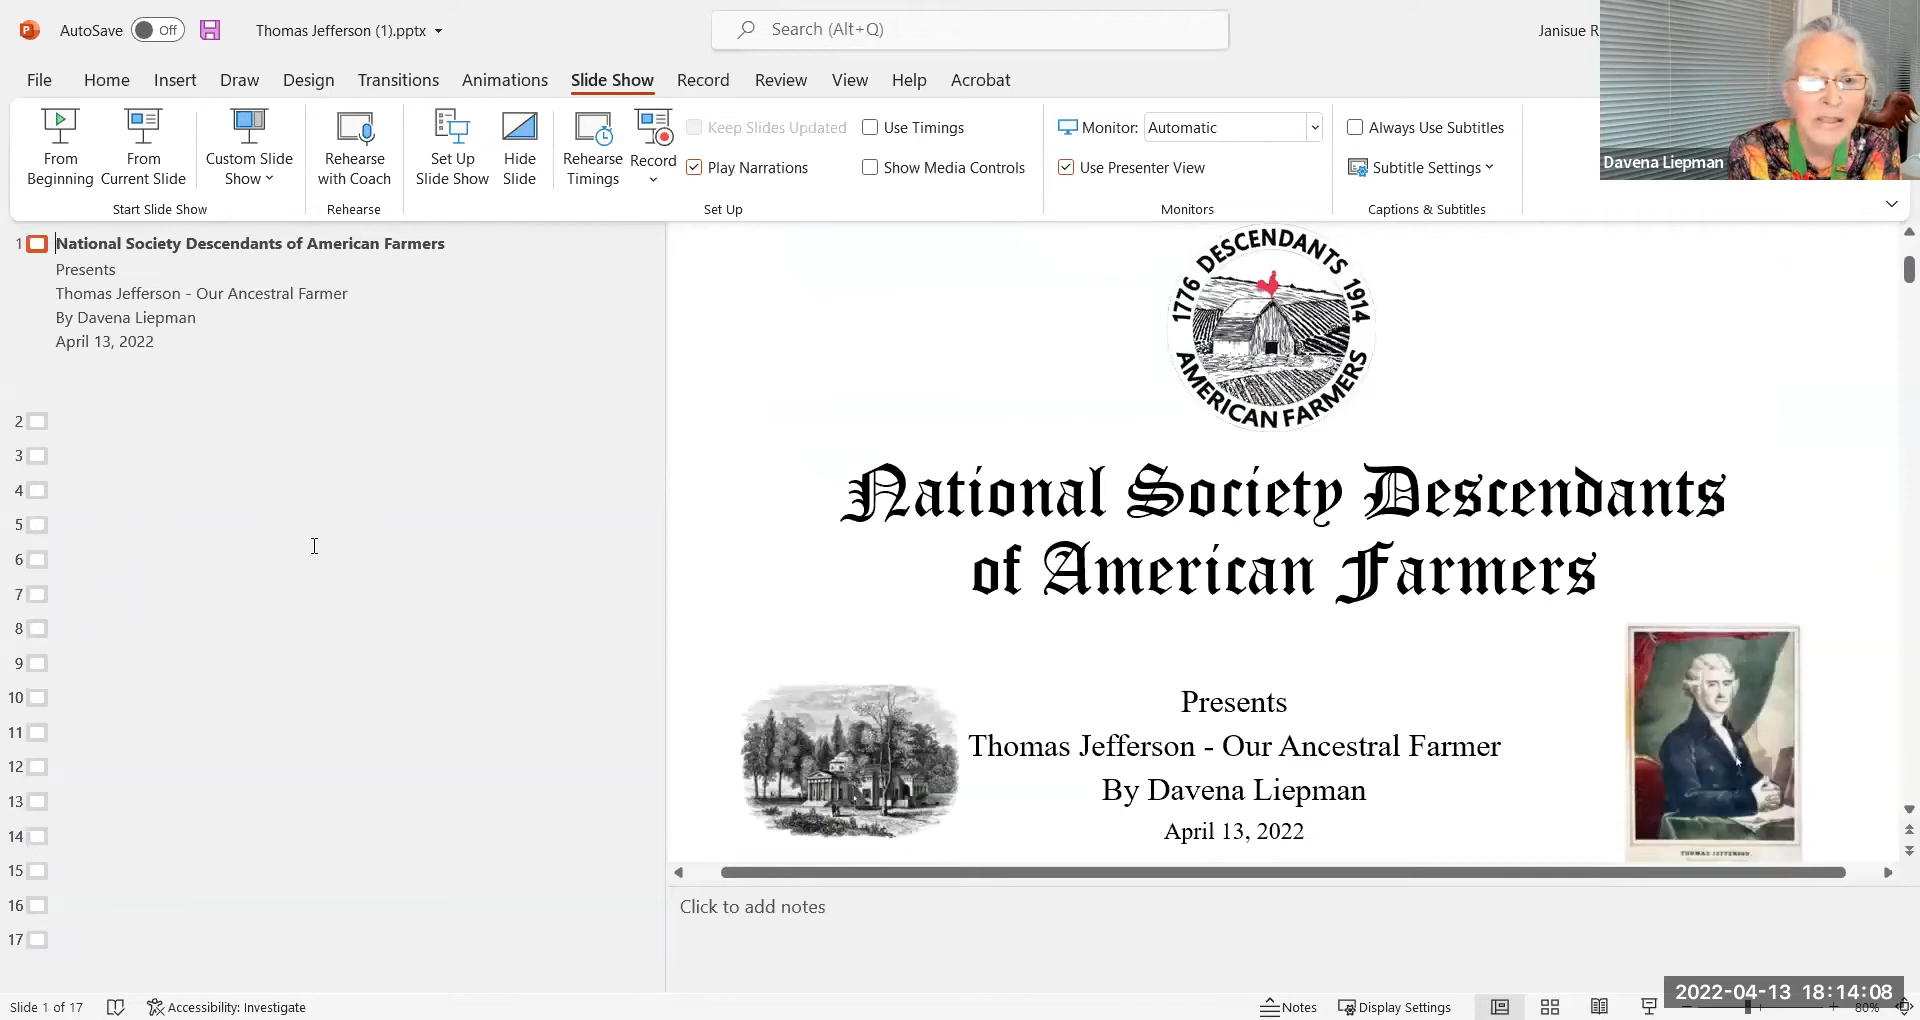 AutoSave Off Thomas Jefferson (1).pptx Search (Alt+Q) Janisue R
File Home Insert Draw Design Transitions Animations Slide Show Record Review View Help Acrobat
From Beginning
From Current Slide
Custom Slide Show
Start Slide Show
Rehearse with Coach
Rehearse
Set Up Slide Show
Hide Slide
Rehearse Timings
Record
Keep Slides Updated
Play Narrations
Use Timings
Show Media Controls
Set Up
Monitor: Automatic
Use Presenter View
Monitors
Always Use Subtitles
Subtitle Settings
Captions & Subtitles
Davena Liepman
1 National Society Descendants of American Farmers
Presents
Thomas Jefferson - Our Ancestral Farmer
By Davena Liepman
April 13, 2022
2
3
4
5
6
7
8
9
10
11
12
13
14
15
16
17
1776 DESCENDANTS 1914
AMERICAN FARMERS
National Society Descendants
of American Farmers
Presents
Thomas Jefferson - Our Ancestral Farmer
By Davena Liepman
April 13, 2022
THOMAS JEFFERSON.
Click to add notes
Slide 1 of 17 Accessibility: Investigate Notes Display Settings 80%
2022-04-13 18:14:08